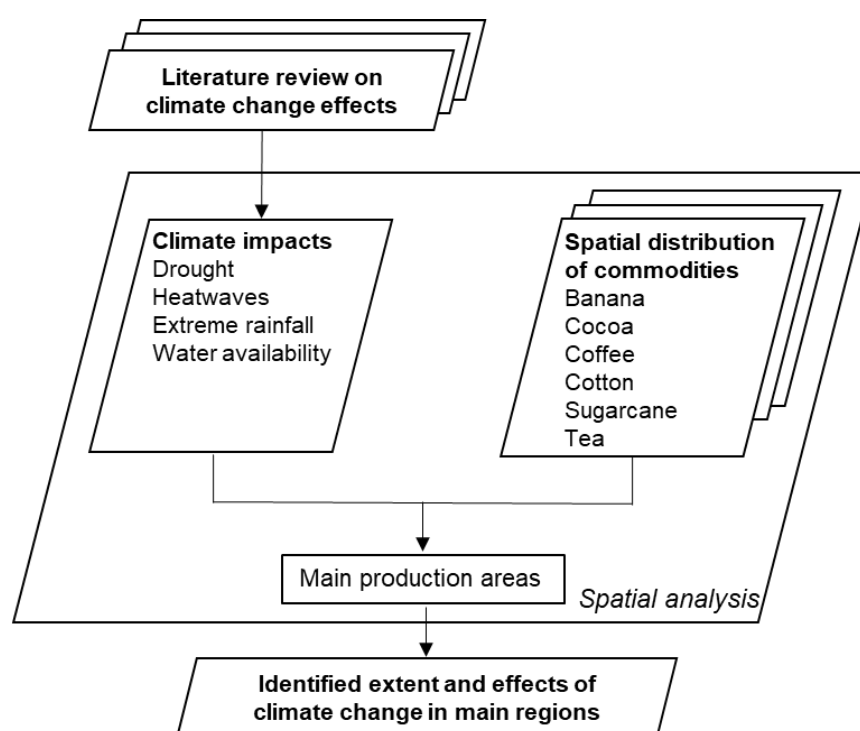 Literature review on
climate change effects
Climate impacts
Drought
Heatwaves
Extreme rainfall
Water availability
Spatial distribution
of commodities
Banana
Cocoa
Coffee
Cotton
Sugarcane
Tea
Main production areas
Spatial analysis
Identified extent and effects of
climate change in main regions